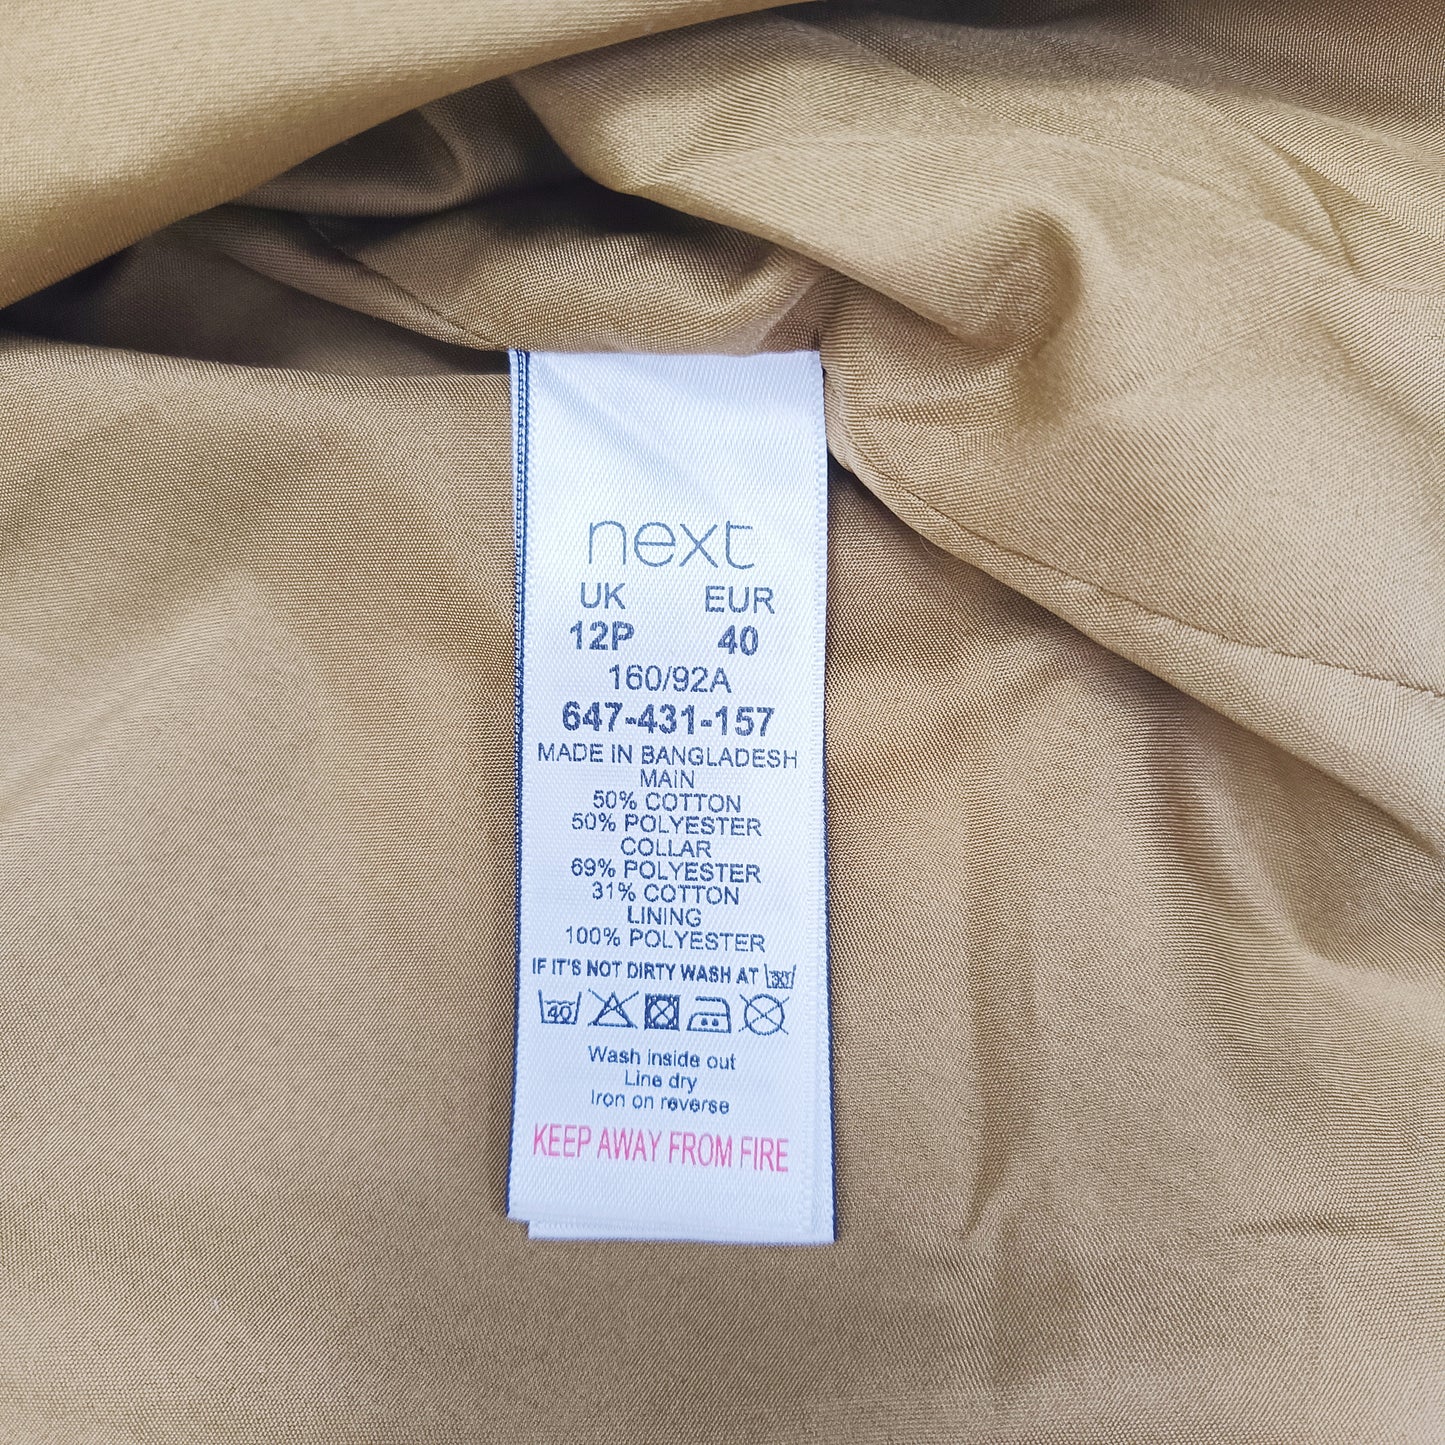 next
UK EUR
12P 40
160/92A
647-431-157
MADE IN BANGLADESH
MAIN
50% COTTON
50% POLYESTER
COLLAR
69% POLYESTER
31% COTTON
LINING
100% POLYESTER
IF IT'S NOT DIRTY WASH AT 30
40
Wash inside out
Line dry
Iron on reverse
KEEP AWAY FROM FIRE